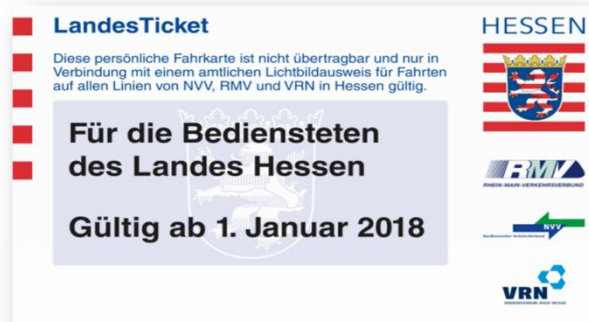 LandesTicket
HESSEN
Diese persönliche Fahrkarte ist nicht übertragbar und nur in
Verbindung mit einem amtlichen Lichtbildausweis für Fahrten
auf allen Linien von NVV, RMV und VRN in Hessen gültig.
Für die Bediensteten
des Landes Hessen
Gültig ab 1. Januar 2018
RMV
RHEIN-MAIN-VERKEHRSVERBUND
NVV
VRN